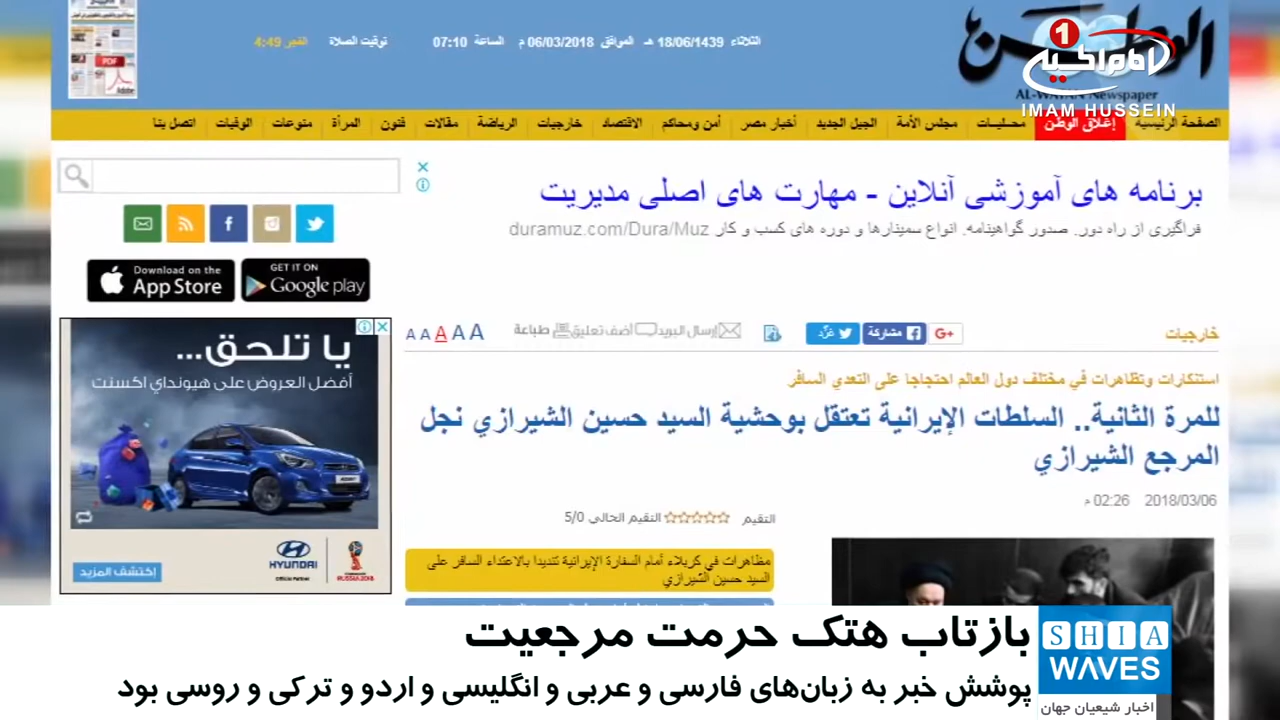 الوطن
AL-WATAN Newspaper
1
IMAM HUSSEIN
الثلاثاء 18/06/1439 هـ الموافق 06/03/2018 م الساعة 07:10
توقيت الصلاة
الفجر 4:49
PDF
Adobe
الصفحة الرئيسية إغلاق الوطن محليات مجلس الأمة الجيل الجديد أخبار مصر أمن ومحاكم الاقتصاد خارجيات الرياضة مقالات فنون المرأة منوعات الوفيات اتصل بنا
برنامه های آموزشی آنلاین - مهارت های اصلی مدیریت
فراگیری از راه دور. صدور گواهینامه. انواع سمینارها و دوره های کسب و کار duramuz.com/Dura/Muz
Download on the
App Store
GET IT ON
Google play
خارجيات
G+
مشاركة
غرِّد
إرسال البريد
أضف تعليق
طباعة
A A A A A
استنكارات وتظاهرات في مختلف دول العالم احتجاجا على التعدي السافر
للمرة الثانية.. السلطات الإيرانية تعتقل بوحشية السيد حسين الشيرازي نجل
المرجع الشيرازي
2018/03/06 02:26 م
التقيم التقيم الحالى 5/0
مظاهرات في كربلاء أمام السفارة الإيرانية تنديدا بالاعتداء السافر على
السيد حسين الشيرازي
يا تلحق...
أفضل العروض على هيونداي اكسنت
HYUNDAI
RUSSIA 2018
إكتشف المزيد
بازتاب هتک حرمت مرجعیت
پوشش خبر به زبان‌های فارسی و عربی و انگلیسی و اردو و ترکی و روسی بود
SHIA
WAVES
اخبار شیعیان جهان